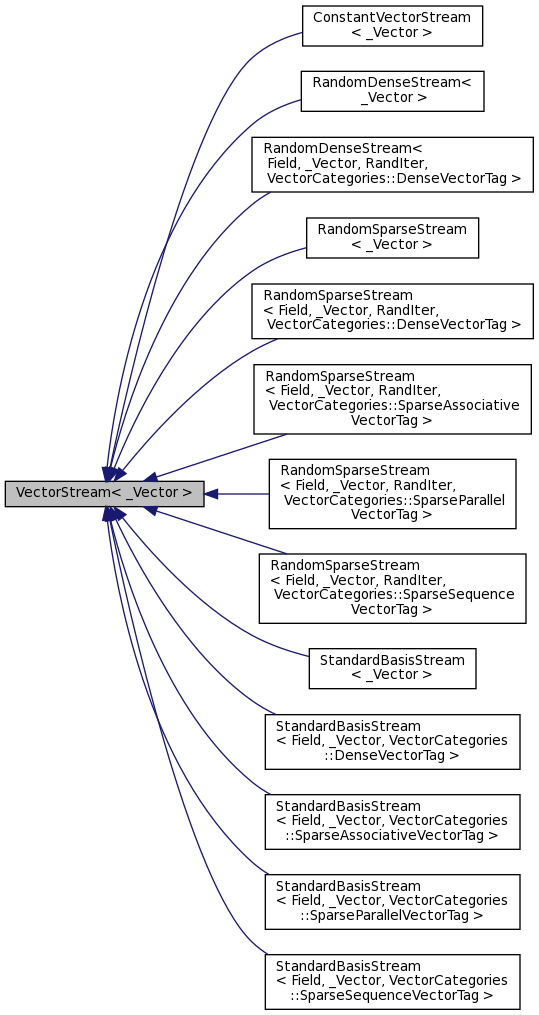 ConstantVectorStream
< _Vector >
RandomDenseStream<
_Vector >
RandomDenseStream<
Field, _Vector, RandIter,
VectorCategories::DenseVectorTag >
RandomSparseStream
< _Vector >
RandomSparseStream
< Field, _Vector, RandIter,
VectorCategories::DenseVectorTag >
RandomSparseStream
< Field, _Vector, RandIter,
VectorCategories::SparseAssociative
VectorTag >
VectorStream< _Vector >
RandomSparseStream
< Field, _Vector, RandIter,
VectorCategories::SparseParallel
VectorTag >
RandomSparseStream
< Field, _Vector, RandIter,
VectorCategories::SparseSequence
VectorTag >
StandardBasisStream
< _Vector >
StandardBasisStream
< Field, _Vector, VectorCategories
::DenseVectorTag >
StandardBasisStream
< Field, _Vector, VectorCategories
::SparseAssociativeVectorTag >
StandardBasisStream
< Field, _Vector, VectorCategories
::SparseParallelVectorTag >
StandardBasisStream
< Field, _Vector, VectorCategories
::SparseSequenceVectorTag >